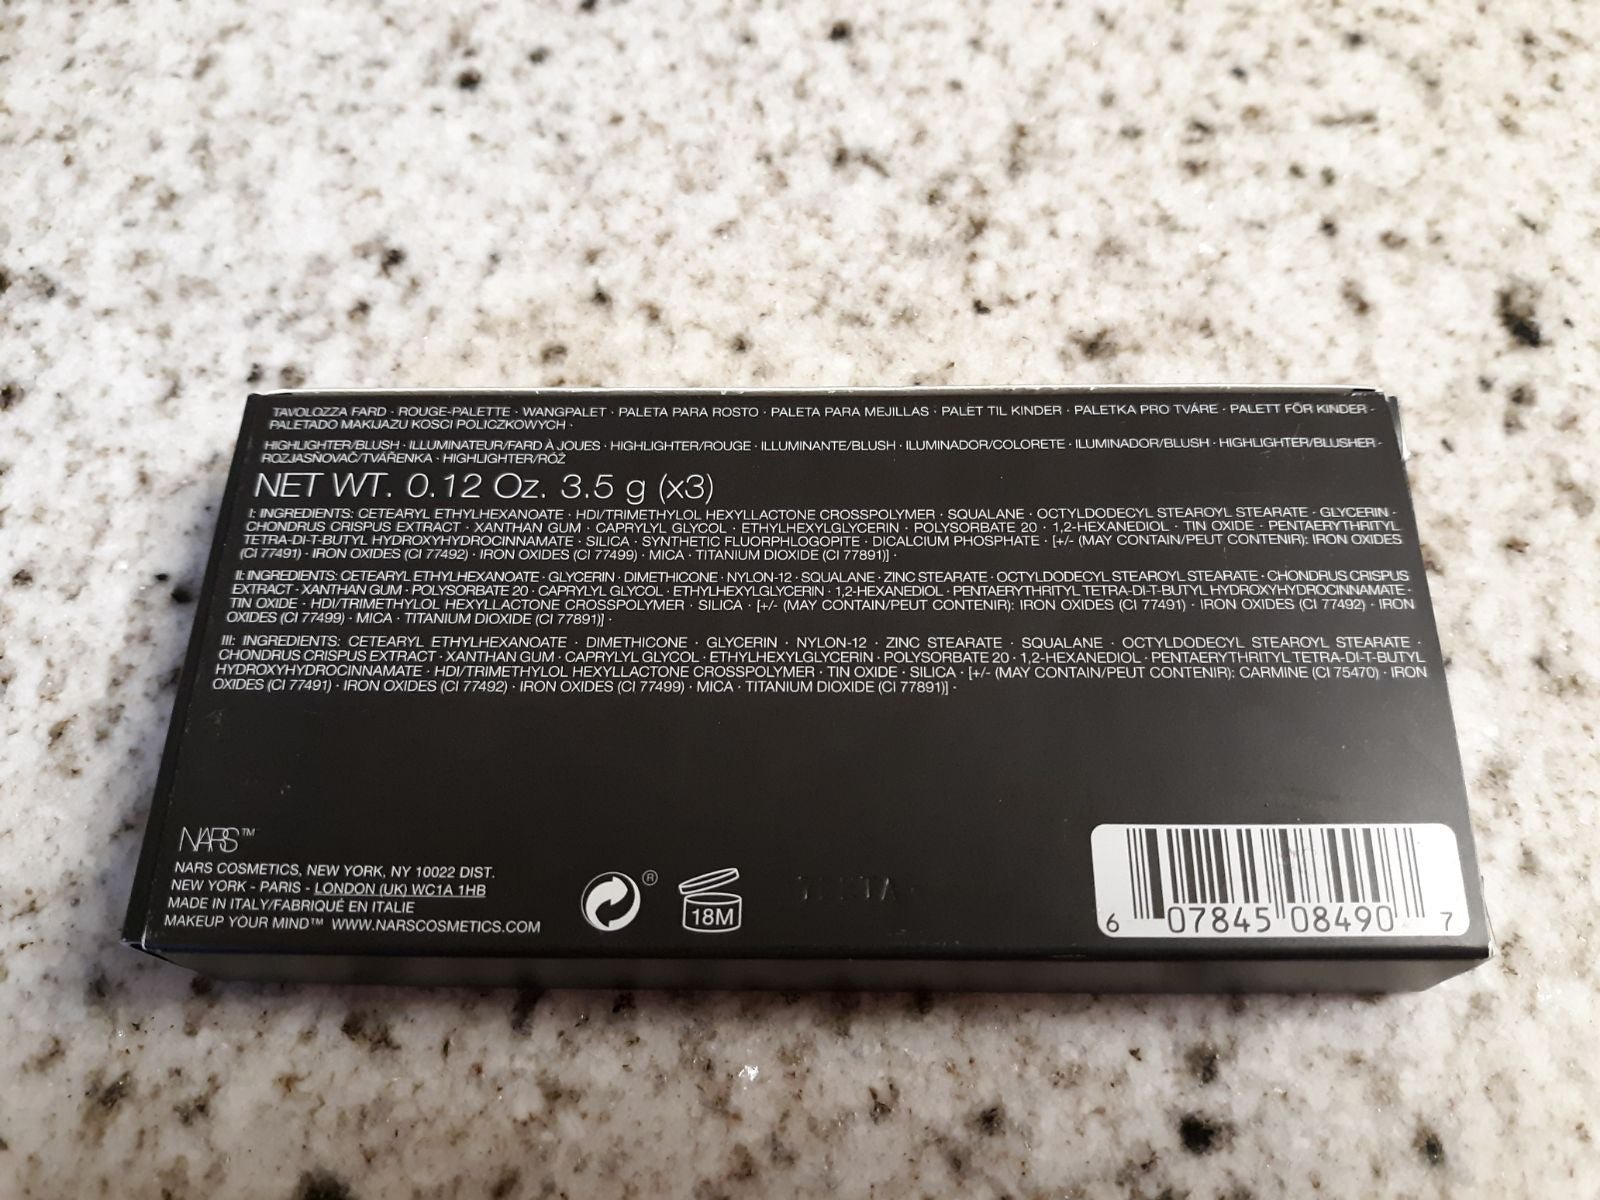 TAVOLOZZA FARD · ROUGE-PALETTE · WANGPALET · PALETA PARA ROSTO · PALETA PARA MEJILLAS · PALET TIL KINDER · PALETKA PRO TVÁRE · PALETT FÖR KINDER ·
PALETADO MAKIJAZU KOSCI POLICZKOWYCH ·
HIGHLIGHTER/BLUSH · ILLUMINATEUR/FARD À JOUES · HIGHLIGHTER/ROUGE · ILLUMINANTE/BLUSH · ILUMINADOR/COLORETE · ILUMINADOR/BLUSH · HIGHLIGHTER/BLUSHER ·
ROZJASŇOVAČ/TVÁŘENKA · HIGHLIGHTER/RÓŻ
NET WT. 0.12 Oz. 3.5 g (x3)
I: INGREDIENTS: CETEARYL ETHYLHEXANOATE · HDI/TRIMETHYLOL HEXYLLACTONE CROSSPOLYMER · SQUALANE · OCTYLDODECYL STEAROYL STEARATE · GLYCERIN ·
CHONDRUS CRISPUS EXTRACT · XANTHAN GUM · CAPRYLYL GLYCOL · ETHYLHEXYLGLYCERIN · POLYSORBATE 20 · 1,2-HEXANEDIOL · TIN OXIDE · PENTAERYTHRITYL
TETRA-DI-T-BUTYL HYDROXYHYDROCINNAMATE · SILICA · SYNTHETIC FLUORPHLOGOPITE · DICALCIUM PHOSPHATE · [+/- (MAY CONTAIN/PEUT CONTENIR): IRON OXIDES
(CI 77491) · IRON OXIDES (CI 77492) · IRON OXIDES (CI 77499) · MICA · TITANIUM DIOXIDE (CI 77891)] ·
II: INGREDIENTS: CETEARYL ETHYLHEXANOATE · GLYCERIN · DIMETHICONE · NYLON-12 · SQUALANE · ZINC STEARATE · OCTYLDODECYL STEAROYL STEARATE · CHONDRUS CRISPUS
EXTRACT · XANTHAN GUM · POLYSORBATE 20 · CAPRYLYL GLYCOL · ETHYLHEXYLGLYCERIN · 1,2-HEXANEDIOL · PENTAERYTHRITYL TETRA-DI-T-BUTYL HYDROXYHYDROCINNAMATE ·
TIN OXIDE · HDI/TRIMETHYLOL HEXYLLACTONE CROSSPOLYMER · SILICA · [+/- (MAY CONTAIN/PEUT CONTENIR): IRON OXIDES (CI 77491) · IRON OXIDES (CI 77492) · IRON
OXIDES (CI 77499) · MICA · TITANIUM DIOXIDE (CI 77891)] ·
III: INGREDIENTS: CETEARYL ETHYLHEXANOATE · DIMETHICONE · GLYCERIN · NYLON-12 · ZINC STEARATE · SQUALANE · OCTYLDODECYL STEAROYL STEARATE ·
CHONDRUS CRISPUS EXTRACT · XANTHAN GUM · CAPRYLYL GLYCOL · ETHYLHEXYLGLYCERIN · POLYSORBATE 20 · 1,2-HEXANEDIOL · PENTAERYTHRITYL TETRA-DI-T-BUTYL
HYDROXYHYDROCINNAMATE · HDI/TRIMETHYLOL HEXYLLACTONE CROSSPOLYMER · TIN OXIDE · SILICA · [+/- (MAY CONTAIN/PEUT CONTENIR): CARMINE (CI 75470) · IRON
OXIDES (CI 77491) · IRON OXIDES (CI 77492) · IRON OXIDES (CI 77499) · MICA · TITANIUM DIOXIDE (CI 77891)] ·
NARS™
NARS COSMETICS, NEW YORK, NY 10022 DIST.
NEW YORK - PARIS - LONDON (UK) WC1A 1HB
MADE IN ITALY/FABRIQUÉ EN ITALIE
MAKEUP YOUR MIND™ WWW.NARSCOSMETICS.COM
®
18M
6 07845 08490 7